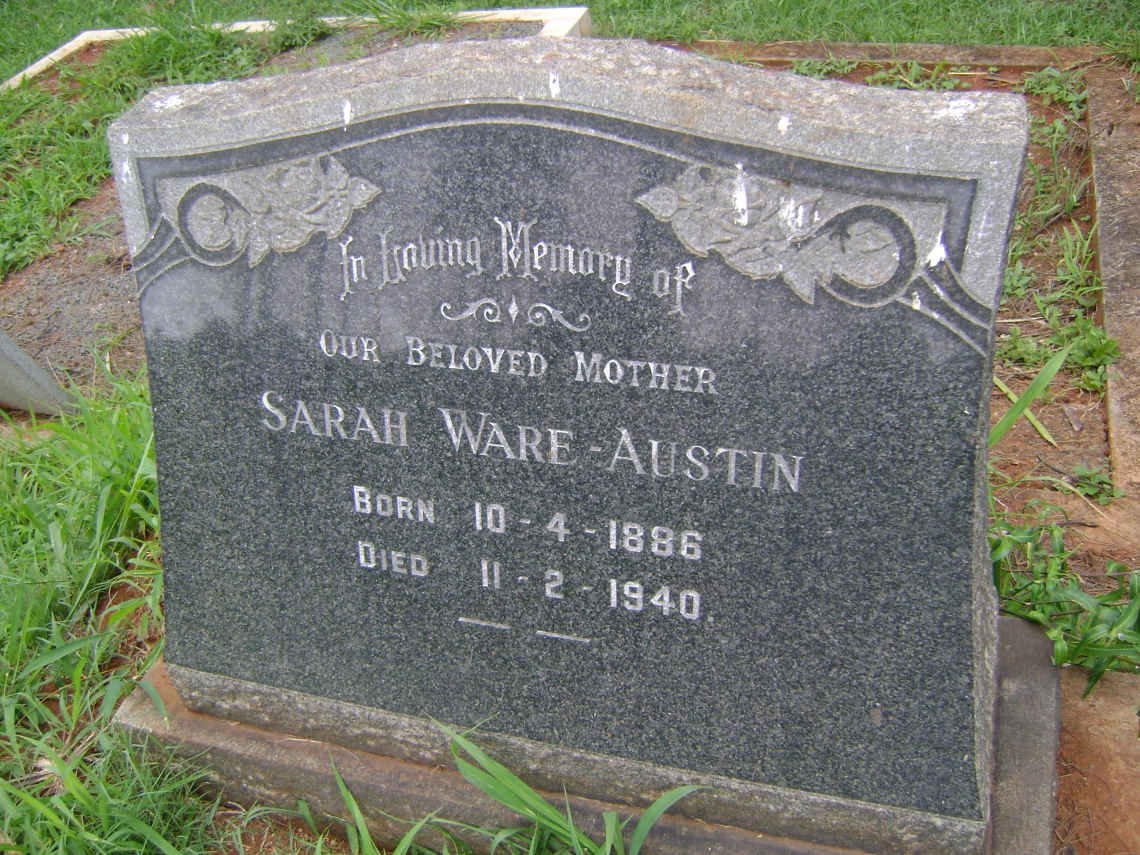 In Loving Memory of
OUR BELOVED MOTHER
SARAH WARE-AUSTIN
BORN 10-4-1886
DIED 11-2-1940.